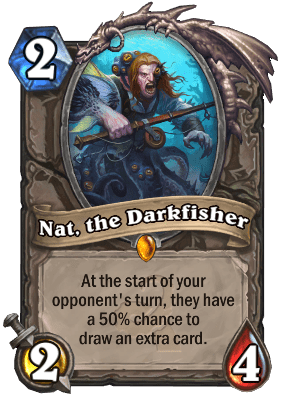 2
Nat, the Darkfisher
At the start of your
opponent's turn, they have
a 50% chance to
draw an extra card.
2
4